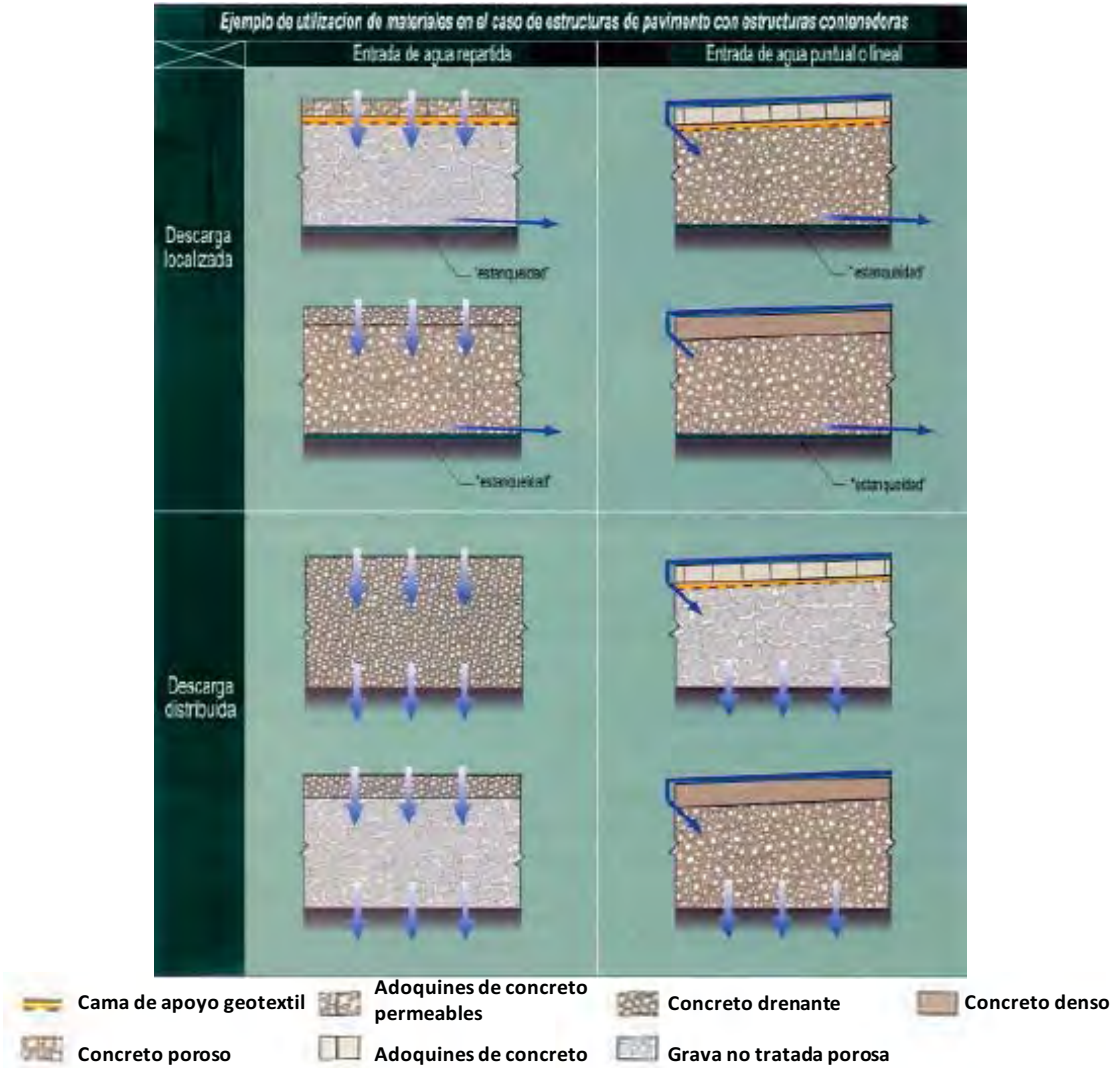 Ejemplo de utilizacion de materiales en el caso de estructuras de pavimento con estructuras contenedoras
Entrada de agua repartida
Entrada de agua puntual o lineal
Descarga
localizada
"estanqueidad"
"estanqueidad"
"estanqueidad"
"estanqueidad"
Descarga
distribuida
Cama de apoyo geotextil
Adoquines de concreto
permeables
Concreto drenante
Concreto denso
Concreto poroso
Adoquines de concreto
Grava no tratada porosa